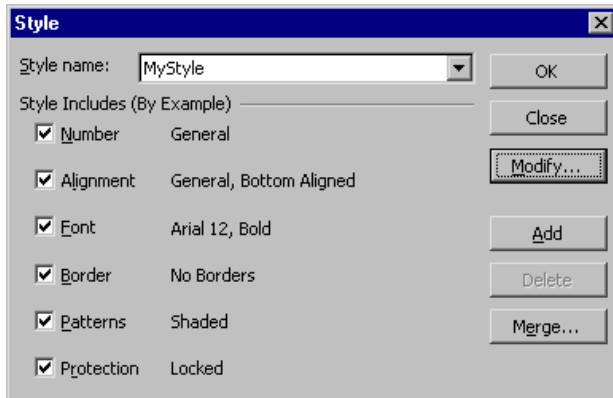 Style
Style name: MyStyle
OK
Style Includes (By Example)
Close
Number General
Modify...
Alignment General, Bottom Aligned
Font Arial 12, Bold
Add
Border No Borders
Delete
Patterns Shaded
Merge...
Protection Locked